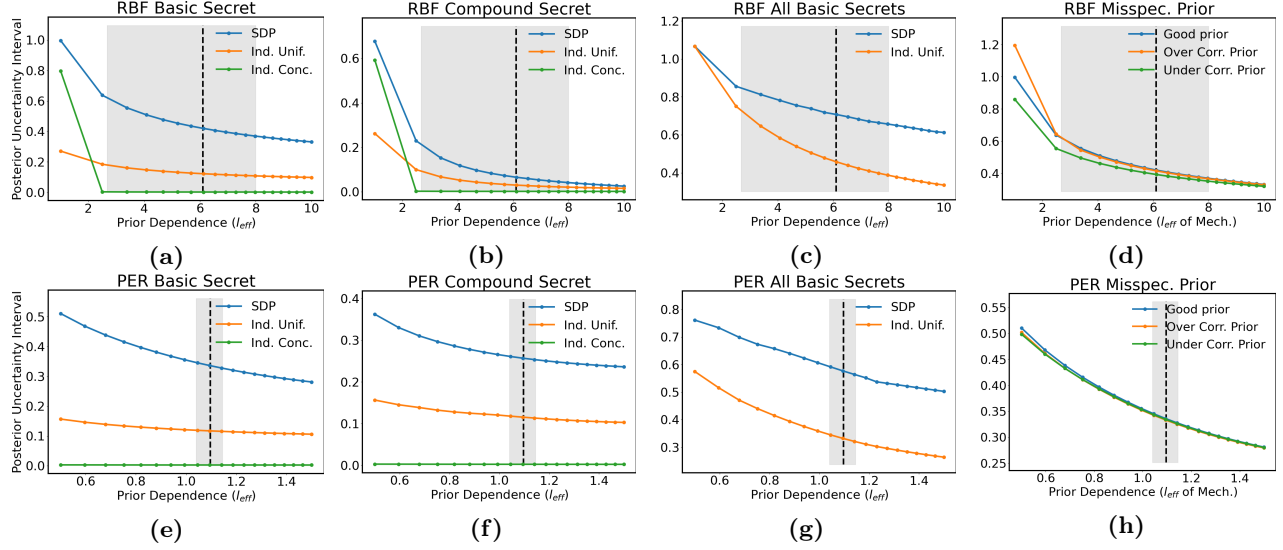 RBF Basic Secret
Posterior Uncertainty Interval
1.0
0.8
0.6
0.4
0.2
0.0
SDP
Ind. Unif.
Ind. Conc.
2 4 6 8 10
Prior Dependence (l_eff)
(a)
RBF Compound Secret
0.6
0.4
0.2
0.0
SDP
Ind. Unif.
Ind. Conc.
2 4 6 8 10
Prior Dependence (l_eff)
(b)
RBF All Basic Secrets
1.2
1.0
0.8
0.6
0.4
SDP
Ind. Unif.
2 4 6 8 10
Prior Dependence (l_eff)
(c)
RBF Misspec. Prior
1.2
1.0
0.8
0.6
0.4
Good prior
Over Corr. Prior
Under Corr. Prior
2 4 6 8 10
Prior Dependence (l_eff of Mech.)
(d)
PER Basic Secret
Posterior Uncertainty Interval
0.5
0.4
0.3
0.2
0.1
0.0
SDP
Ind. Unif.
Ind. Conc.
0.6 0.8 1.0 1.2 1.4
Prior Dependence (l_eff)
(e)
PER Compound Secret
0.4
0.3
0.2
0.1
0.0
SDP
Ind. Unif.
Ind. Conc.
0.6 0.8 1.0 1.2 1.4
Prior Dependence (l_eff)
(f)
PER All Basic Secrets
0.8
0.7
0.6
0.5
0.4
0.3
SDP
Ind. Unif.
0.6 0.8 1.0 1.2 1.4
Prior Dependence (l_eff)
(g)
PER Misspec. Prior
0.55
0.50
0.45
0.40
0.35
0.30
0.25
Good prior
Over Corr. Prior
Under Corr. Prior
0.6 0.8 1.0 1.2 1.4
Prior Dependence (l_eff of Mech.)
(h)